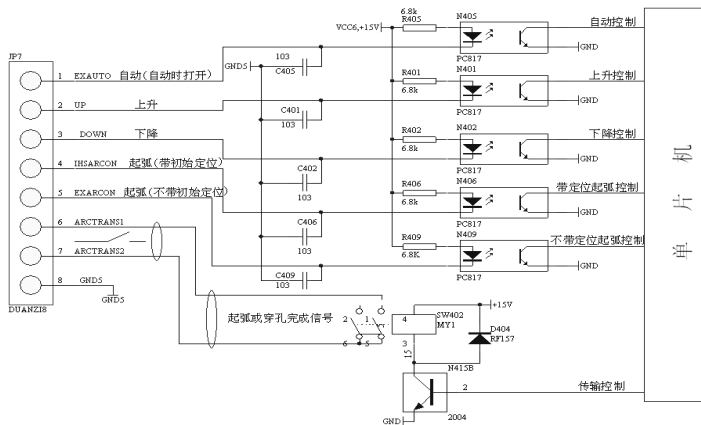 6.8k
R405
N405
VCC6,+15V
自动控制
GND
PC817
JP7
103
GND5
C405
1 EXAUTO 自动(自动时打开)
R401
6.8k
N401
上升控制
PC817
2 UP 上升
C401
103
3 DOWN 下降
R402
6.8k
N402
下降控制
GND
PC817
4 IHSARCON 起弧(带初始定位)
C402
103
R406
6.8k
N406
带定位起弧控制
GND
PC817
5 EXARCON 起弧(不带初始定位)
6 ARCTRANS1
C406
103
R409
6.8K
N409
不带定位起弧控制
GND
PC817
7 ARCTRANS2
C409
103
8 GND5
GND5
DUANZI8
单片机
起弧或穿孔完成信号
2 1
6 5
4
3
15
SW402
MY1
+15V
D404
RF157
N415B
2
传输控制
2004
GND